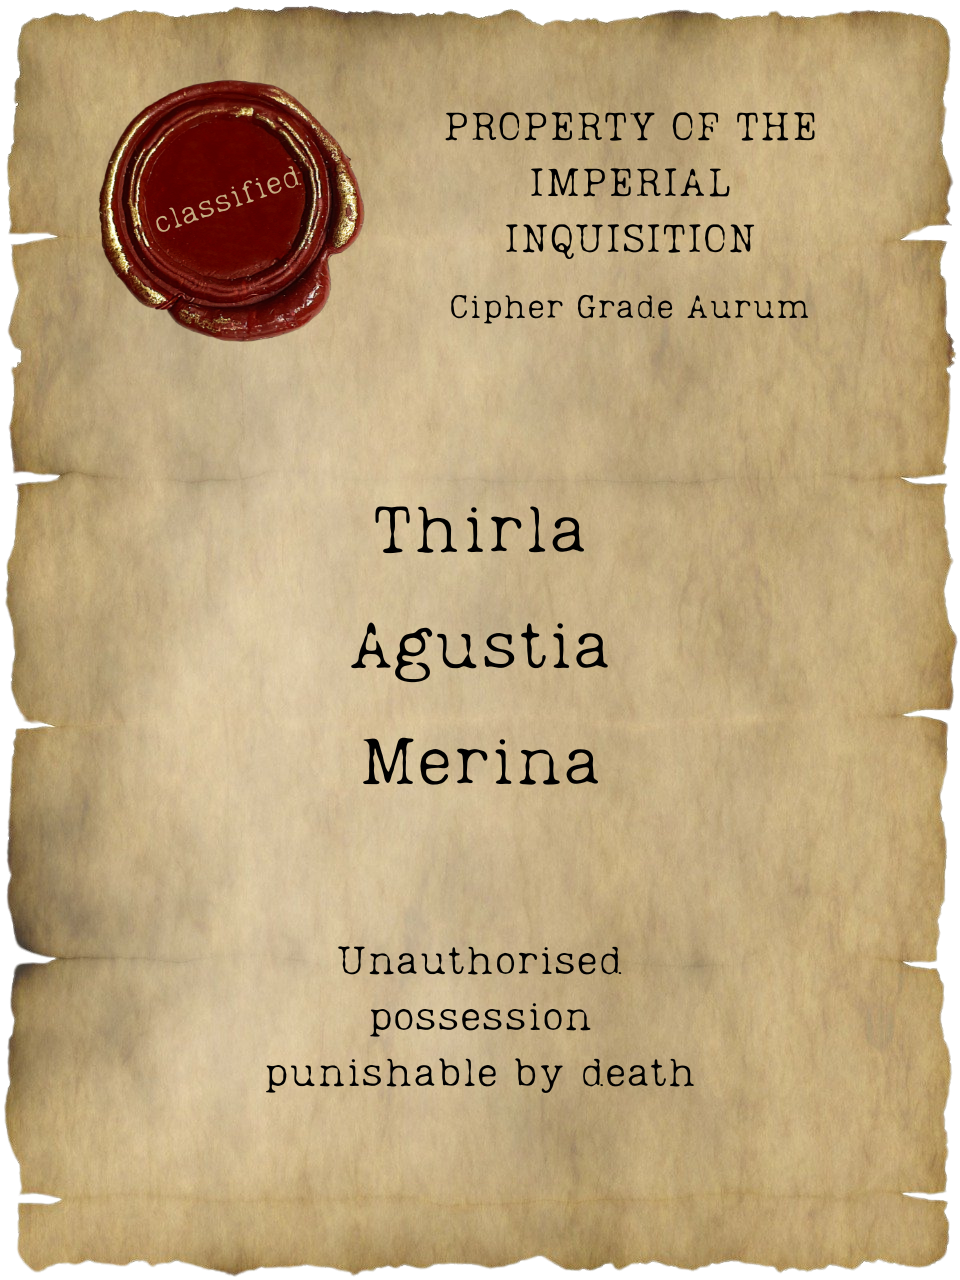 classified
PROPERTY OF THE
IMPERIAL
INQUISITION
Cipher Grade Aurum
Thirla
Agustia
Merina
Unauthorised
possession
punishable by death